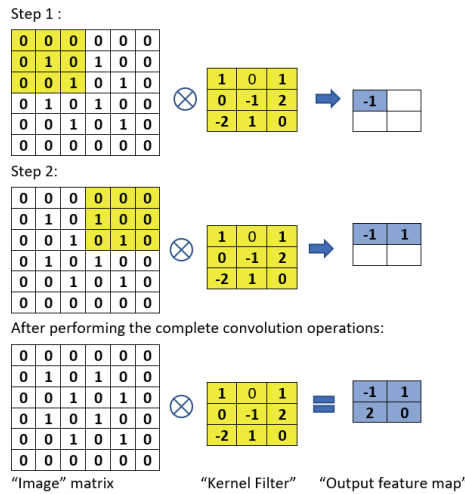 Step 1 :
0 0 0 0 0 0
0 1 0 1 0 0
0 0 1 0 1 0
0 1 0 1 0 0
0 0 1 0 1 0
0 0 0 0 0 0
1 0 1
0 -1 2
-2 1 0
-1
Step 2:
0 0 0 0 0 0
0 1 0 1 0 0
0 0 1 0 1 0
0 1 0 1 0 0
0 0 1 0 1 0
0 0 0 0 0 0
1 0 1
0 -1 2
-2 1 0
-1 1
After performing the complete convolution operations:
0 0 0 0 0 0
0 1 0 1 0 0
0 0 1 0 1 0
0 1 0 1 0 0
0 0 1 0 1 0
0 0 0 0 0 0
1 0 1
0 -1 2
-2 1 0
=
-1 1
2 0
“Image” matrix “Kernel Filter” “Output feature map’